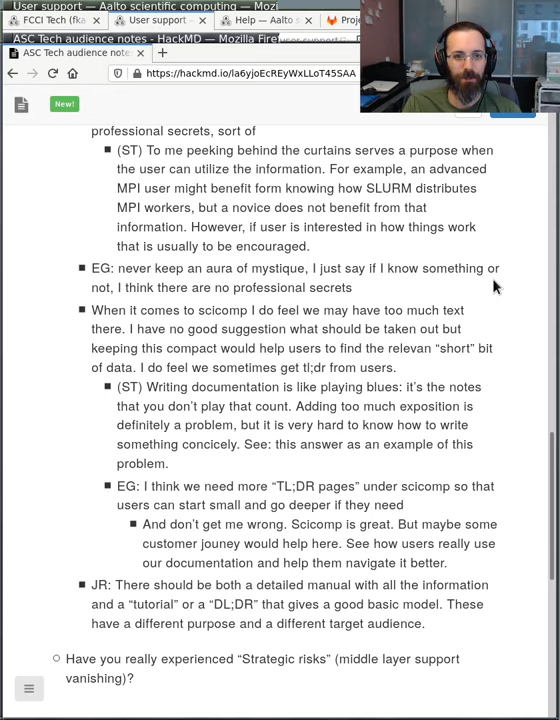 User support — Aalto scientific computing — Mozi
FCCI Tech (fka
User support –
Help — Aalto s
Proje
ASC Tech audience notes - HackMD — Mozilla Firef
ASC Tech audience note
https://hackmd.io/la6yjoEcREyWxLLoT45SAA
New!
professional secrets, sort of
(ST) To me peeking behind the curtains serves a purpose when
the user can utilize the information. For example, an advanced
MPI user might benefit form knowing how SLURM distributes
MPI workers, but a novice does not benefit from that
information. However, if user is interested in how things work
that is usually to be encouraged.
EG: never keep an aura of mystique, I just say if I know something or
not, I think there are no professional secrets
When it comes to scicomp I do feel we may have too much text
there. I have no good suggestion what should be taken out but
keeping this compact would help users to find the relevan “short” bit
of data. I do feel we sometimes get tl;dr from users.
(ST) Writing documentation is like playing blues: it’s the notes
that you don’t play that count. Adding too much exposition is
definitely a problem, but it is very hard to know how to write
something concicely. See: this answer as an example of this
problem.
EG: I think we need more “TL;DR pages” under scicomp so that
users can start small and go deeper if they need
And don’t get me wrong. Scicomp is great. But maybe some
customer jouney would help here. See how users really use
our documentation and help them navigate it better.
JR: There should be both a detailed manual with all the information
and a “tutorial” or a “DL;DR” that gives a good basic model. These
have a different purpose and a different target audience.
Have you really experienced “Strategic risks” (middle layer support
vanishing)?